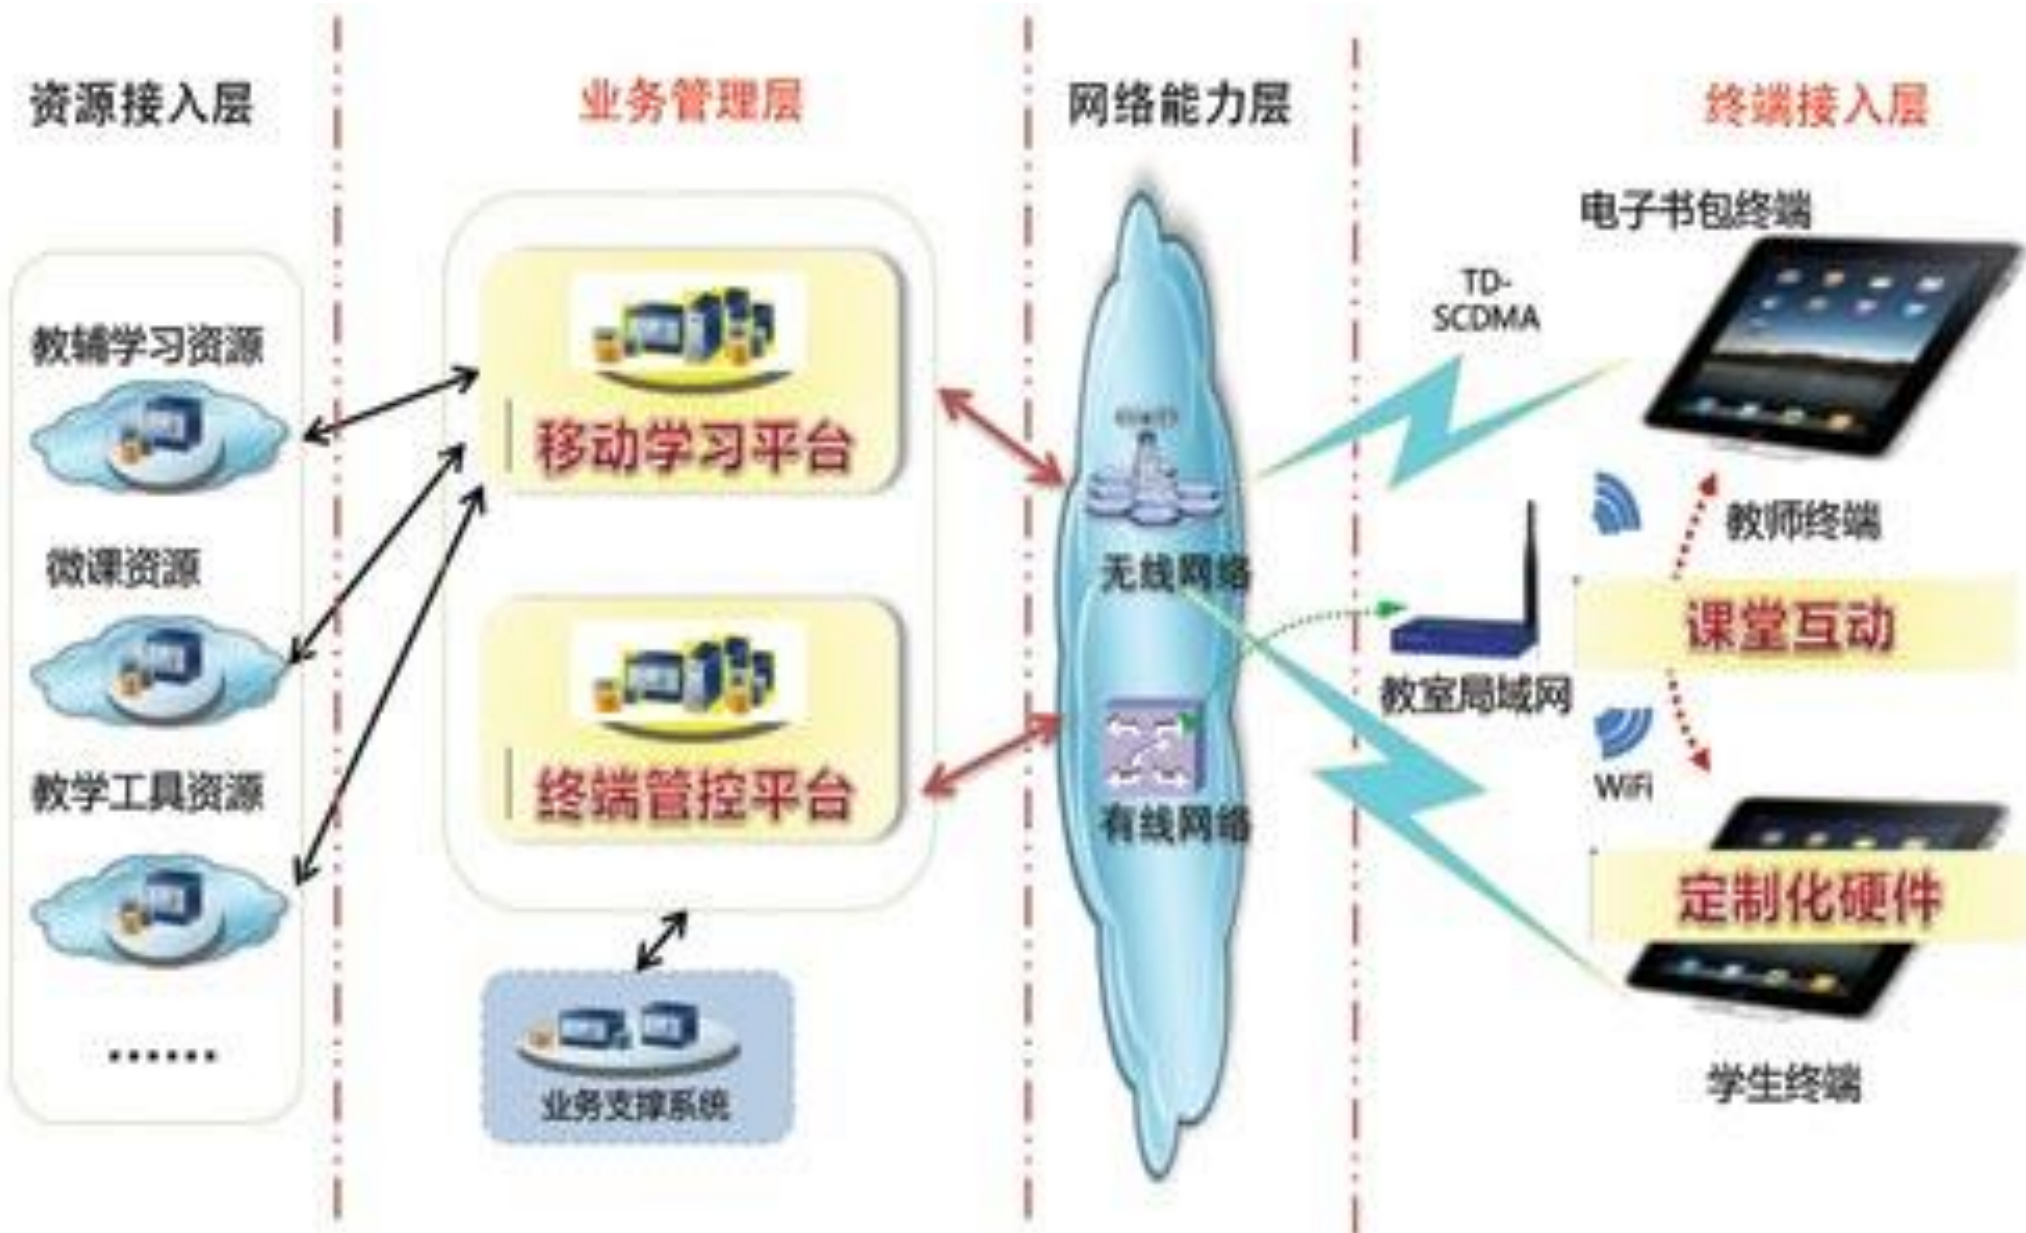 资源接入层
业务管理层
网络能力层
终端接入层
教辅学习资源
微课资源
教学工具资源
......
移动学习平台
终端管控平台
业务支撑系统
无线网络
有线网络
TD-
SCDMA
电子书包终端
教师终端
课堂互动
教室局域网
WiFi
定制化硬件
学生终端